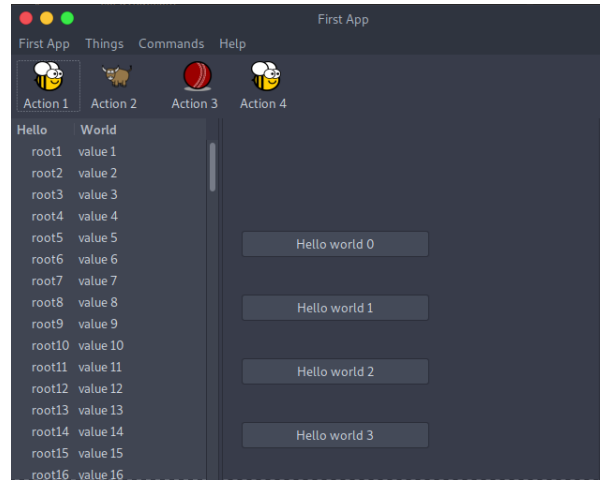 First App
First App Things Commands Help
Action 1 Action 2 Action 3 Action 4
Hello World
root1 value 1
root2 value 2
root3 value 3
root4 value 4
root5 value 5
root6 value 6
root7 value 7
root8 value 8
root9 value 9
root10 value 10
root11 value 11
root12 value 12
root13 value 13
root14 value 14
root15 value 15
root16 value 16
Hello world 0
Hello world 1
Hello world 2
Hello world 3